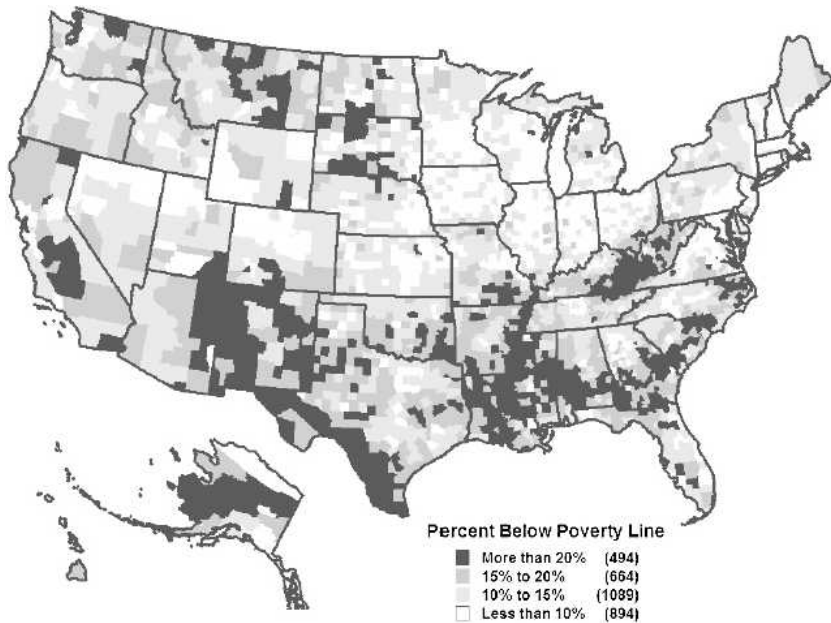 Percent Below Poverty Line
More than 20% (494)
15% to 20% (664)
10% to 15% (1089)
Less than 10% (894)